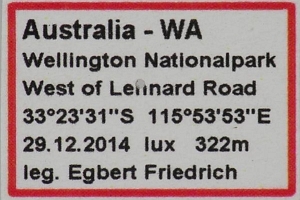 Australia - WA
Wellington Nationalpark
West of Lennard Road
33°23'31"S 115°53'53"E
29.12.2014 lux 322m
leg. Egbert Friedrich